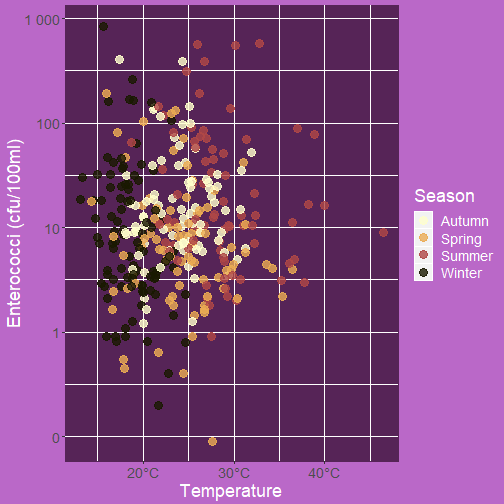 1 000
100
10
1
0
Enterococci (cfu/100ml)
20°C
30°C
40°C
Temperature
Season
Autumn
Spring
Summer
Winter